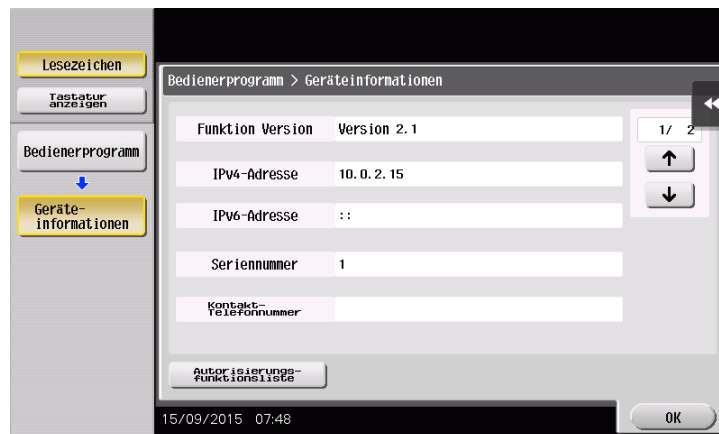 Lesezeichen
Tastatur
anzeigen
Bedienerprogramm
Geräte-
informationen
Bedienerprogramm > Geräteinformationen
Funktion Version Version 2.1
1/ 2
IPv4-Adresse 10.0.2.15
IPv6-Adresse ::
Seriennummer 1
Kontakt-
Telefonnummer
Autorisierungs-
funktionsliste
15/09/2015 07:48
OK